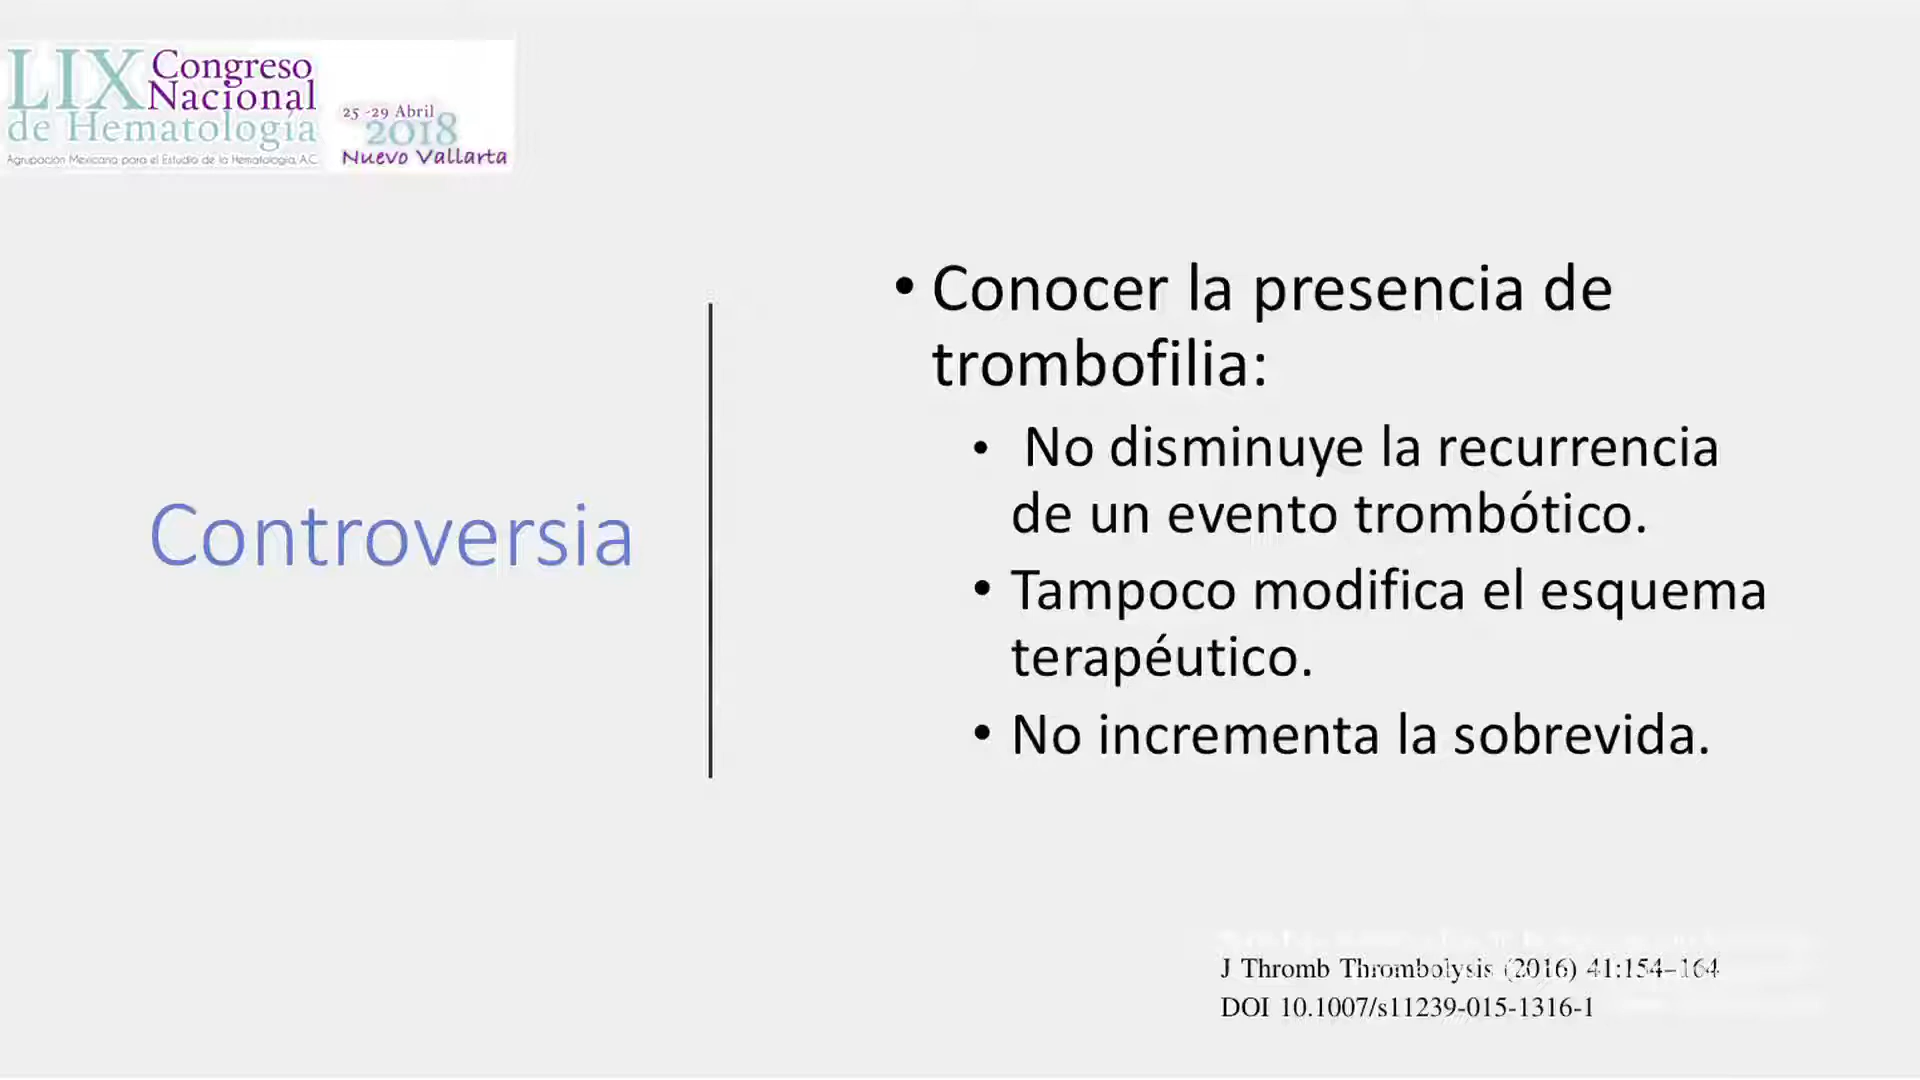 LIX Congreso
Nacional
de Hematología
Agrupación Mexicana para el Estudio de la Hematología, A.C.
25 -29 Abril
2018
Nuevo Vallarta
Controversia
• Conocer la presencia de
trombofilia:
• No disminuye la recurrencia
de un evento trombótico.
• Tampoco modifica el esquema
terapéutico.
• No incrementa la sobrevida.
J Thromb Thrombolysis (2016) 41:154–164
DOI 10.1007/s11239-015-1316-1